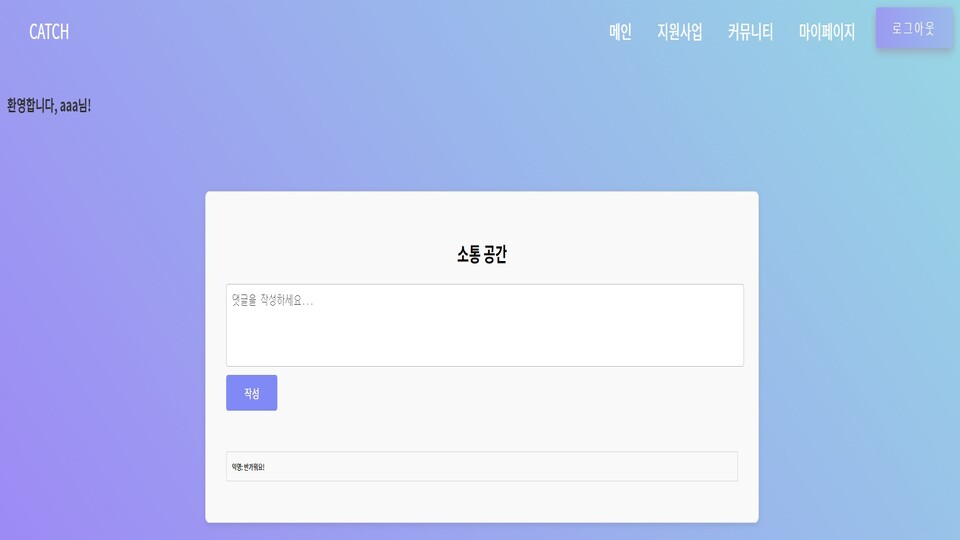 CATCH
메인 지원사업 커뮤니티 마이페이지 로그아웃
환영합니다, aaa님!
소통 공간
댓글을 작성하세요...
작성
익명: 반가워요!